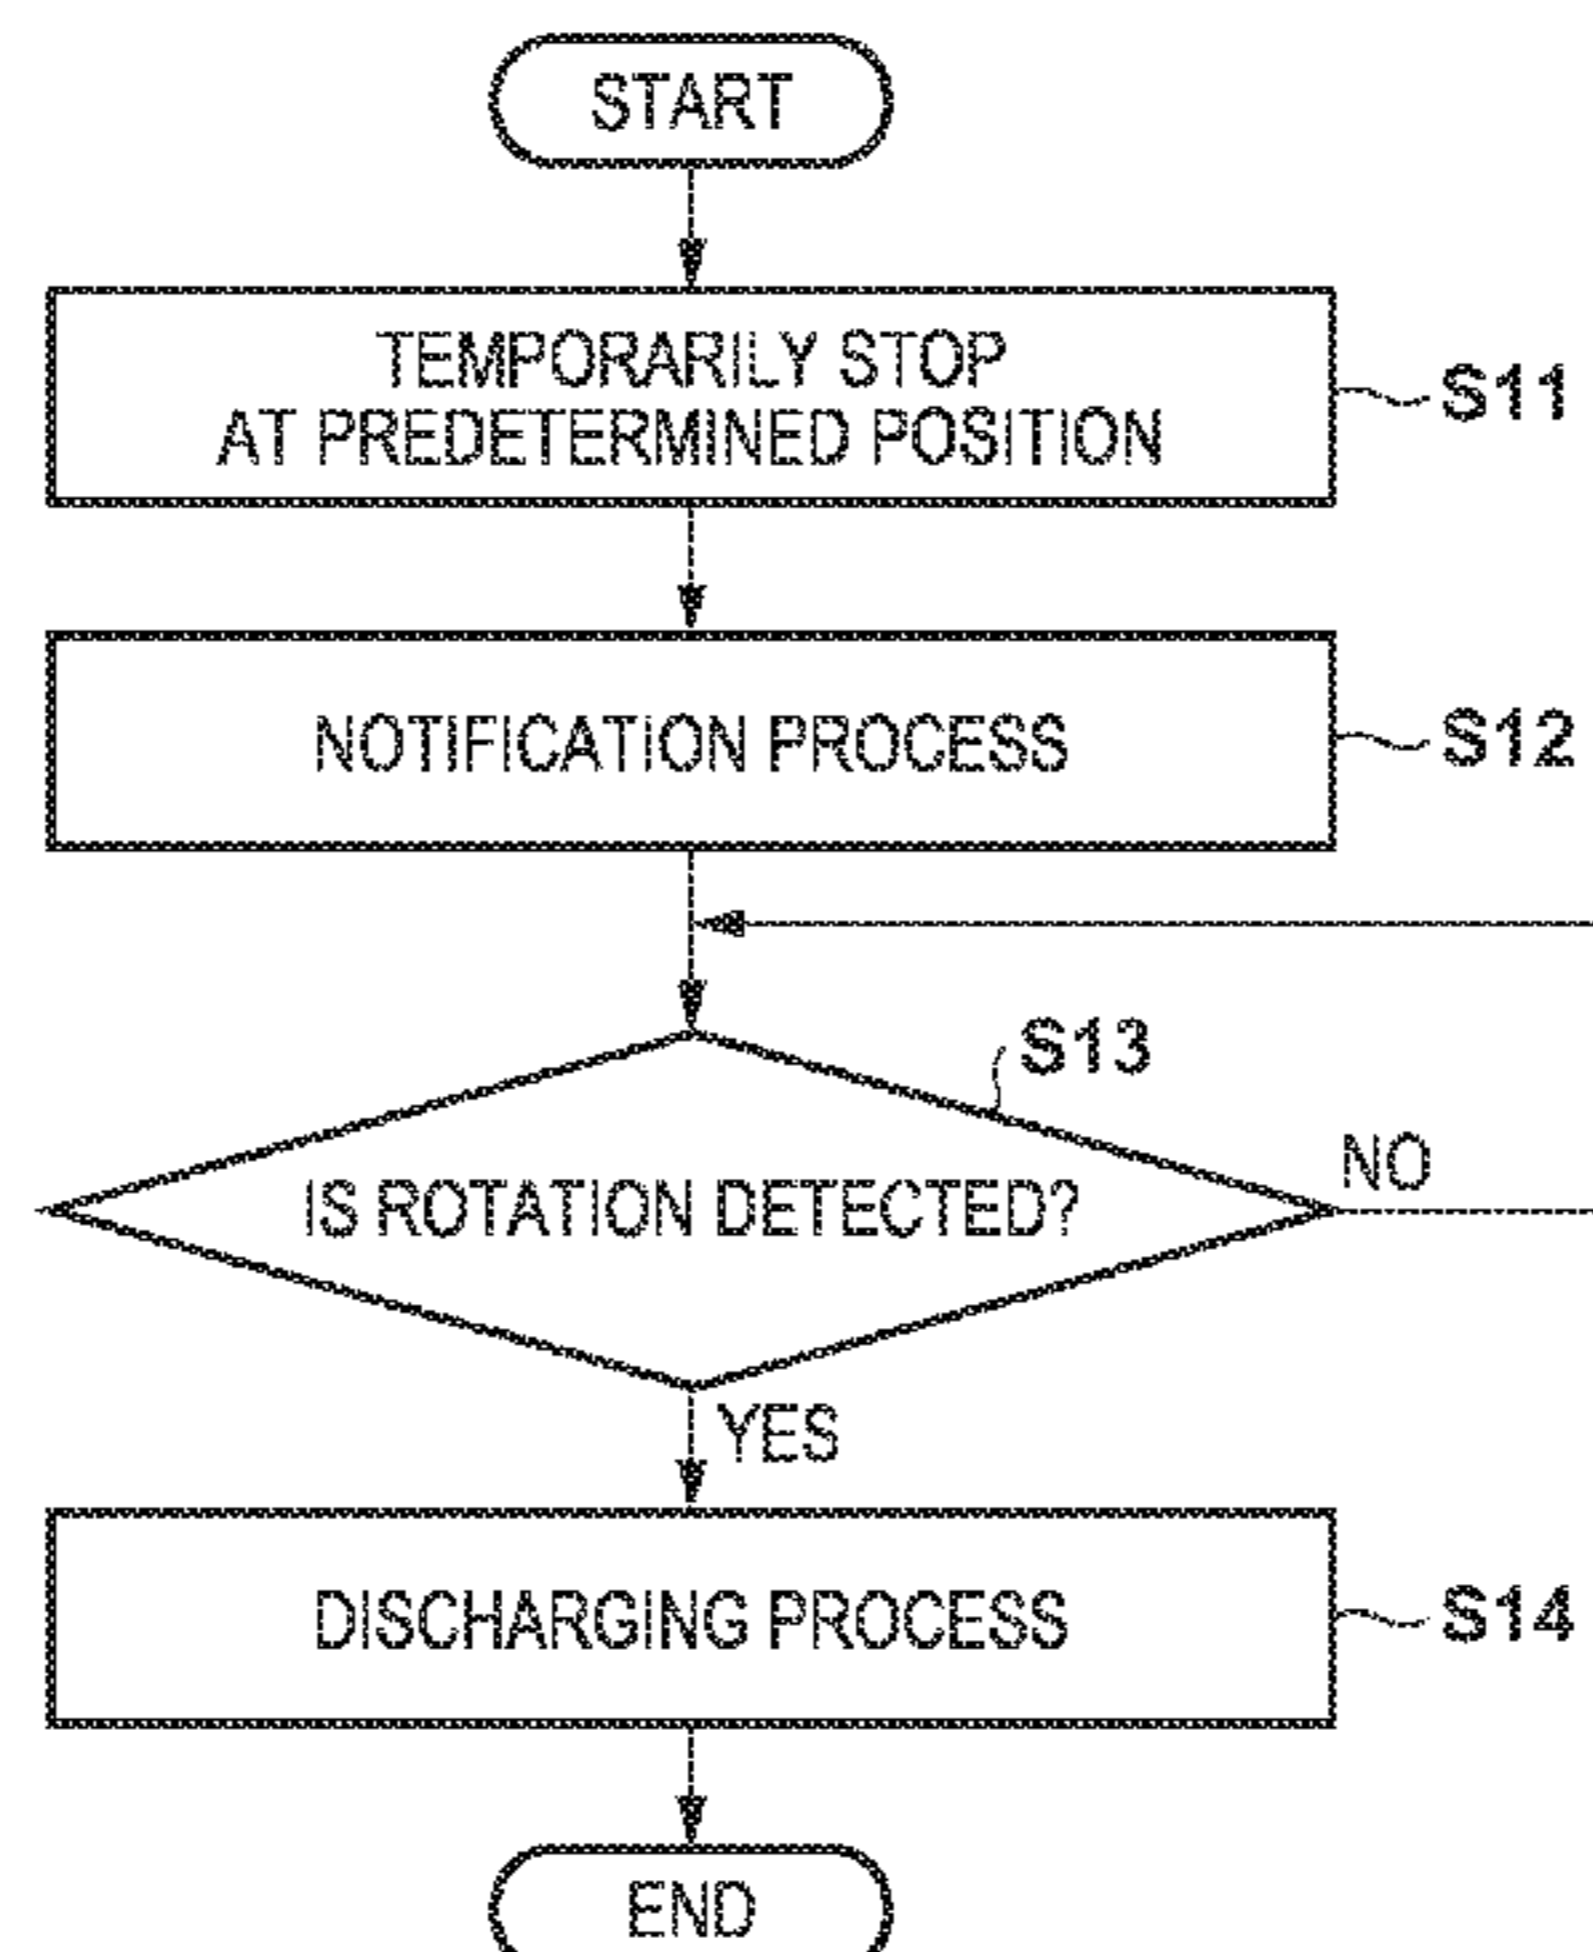 START
TEMPORARILY STOP
AT PREDETERMINED POSITION
S11
NOTIFICATION PROCESS
S12
S13
IS ROTATION DETECTED?
NO
YES
DISCHARGING PROCESS
S14
END